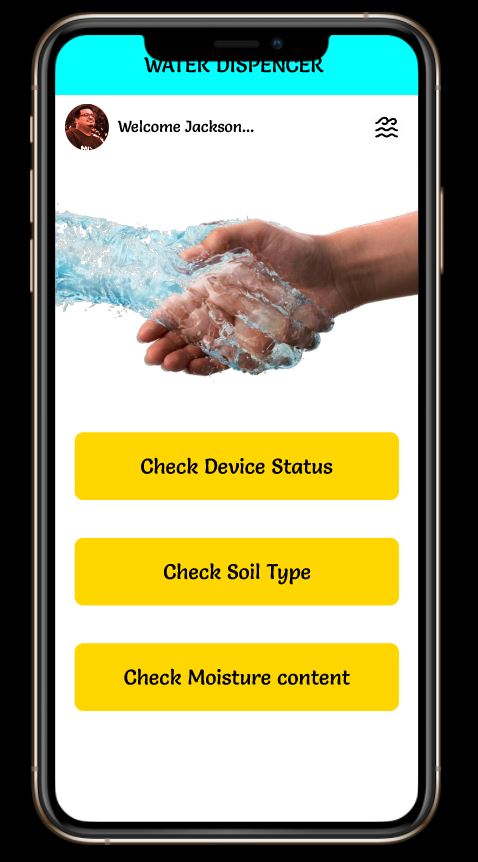 WATER DISPENCER
Welcome Jackson...
Check Device Status
Check Soil Type
Check Moisture content